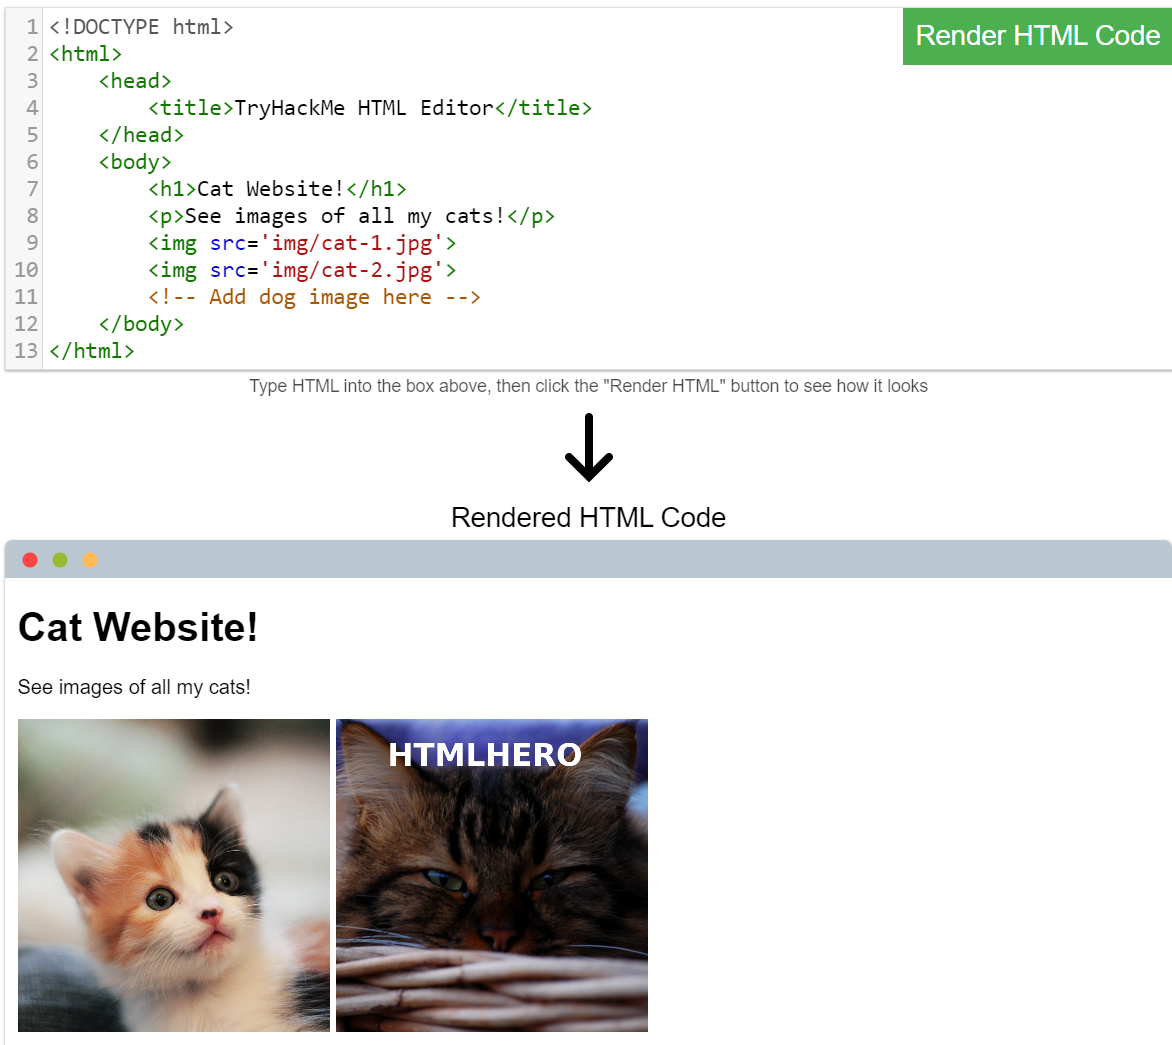 1 <!DOCTYPE html>
Render HTML Code
2 <html>
3     <head>
4         <title>TryHackMe HTML Editor</title>
5     </head>
6     <body>
7         <h1>Cat Website!</h1>
8         <p>See images of all my cats!</p>
9         <img src='img/cat-1.jpg'>
10         <img src='img/cat-2.jpg'>
11         <!-- Add dog image here -->
12     </body>
13 </html>
Type HTML into the box above, then click the "Render HTML" button to see how it looks
Rendered HTML Code
Cat Website!
See images of all my cats!
HTMLHERO